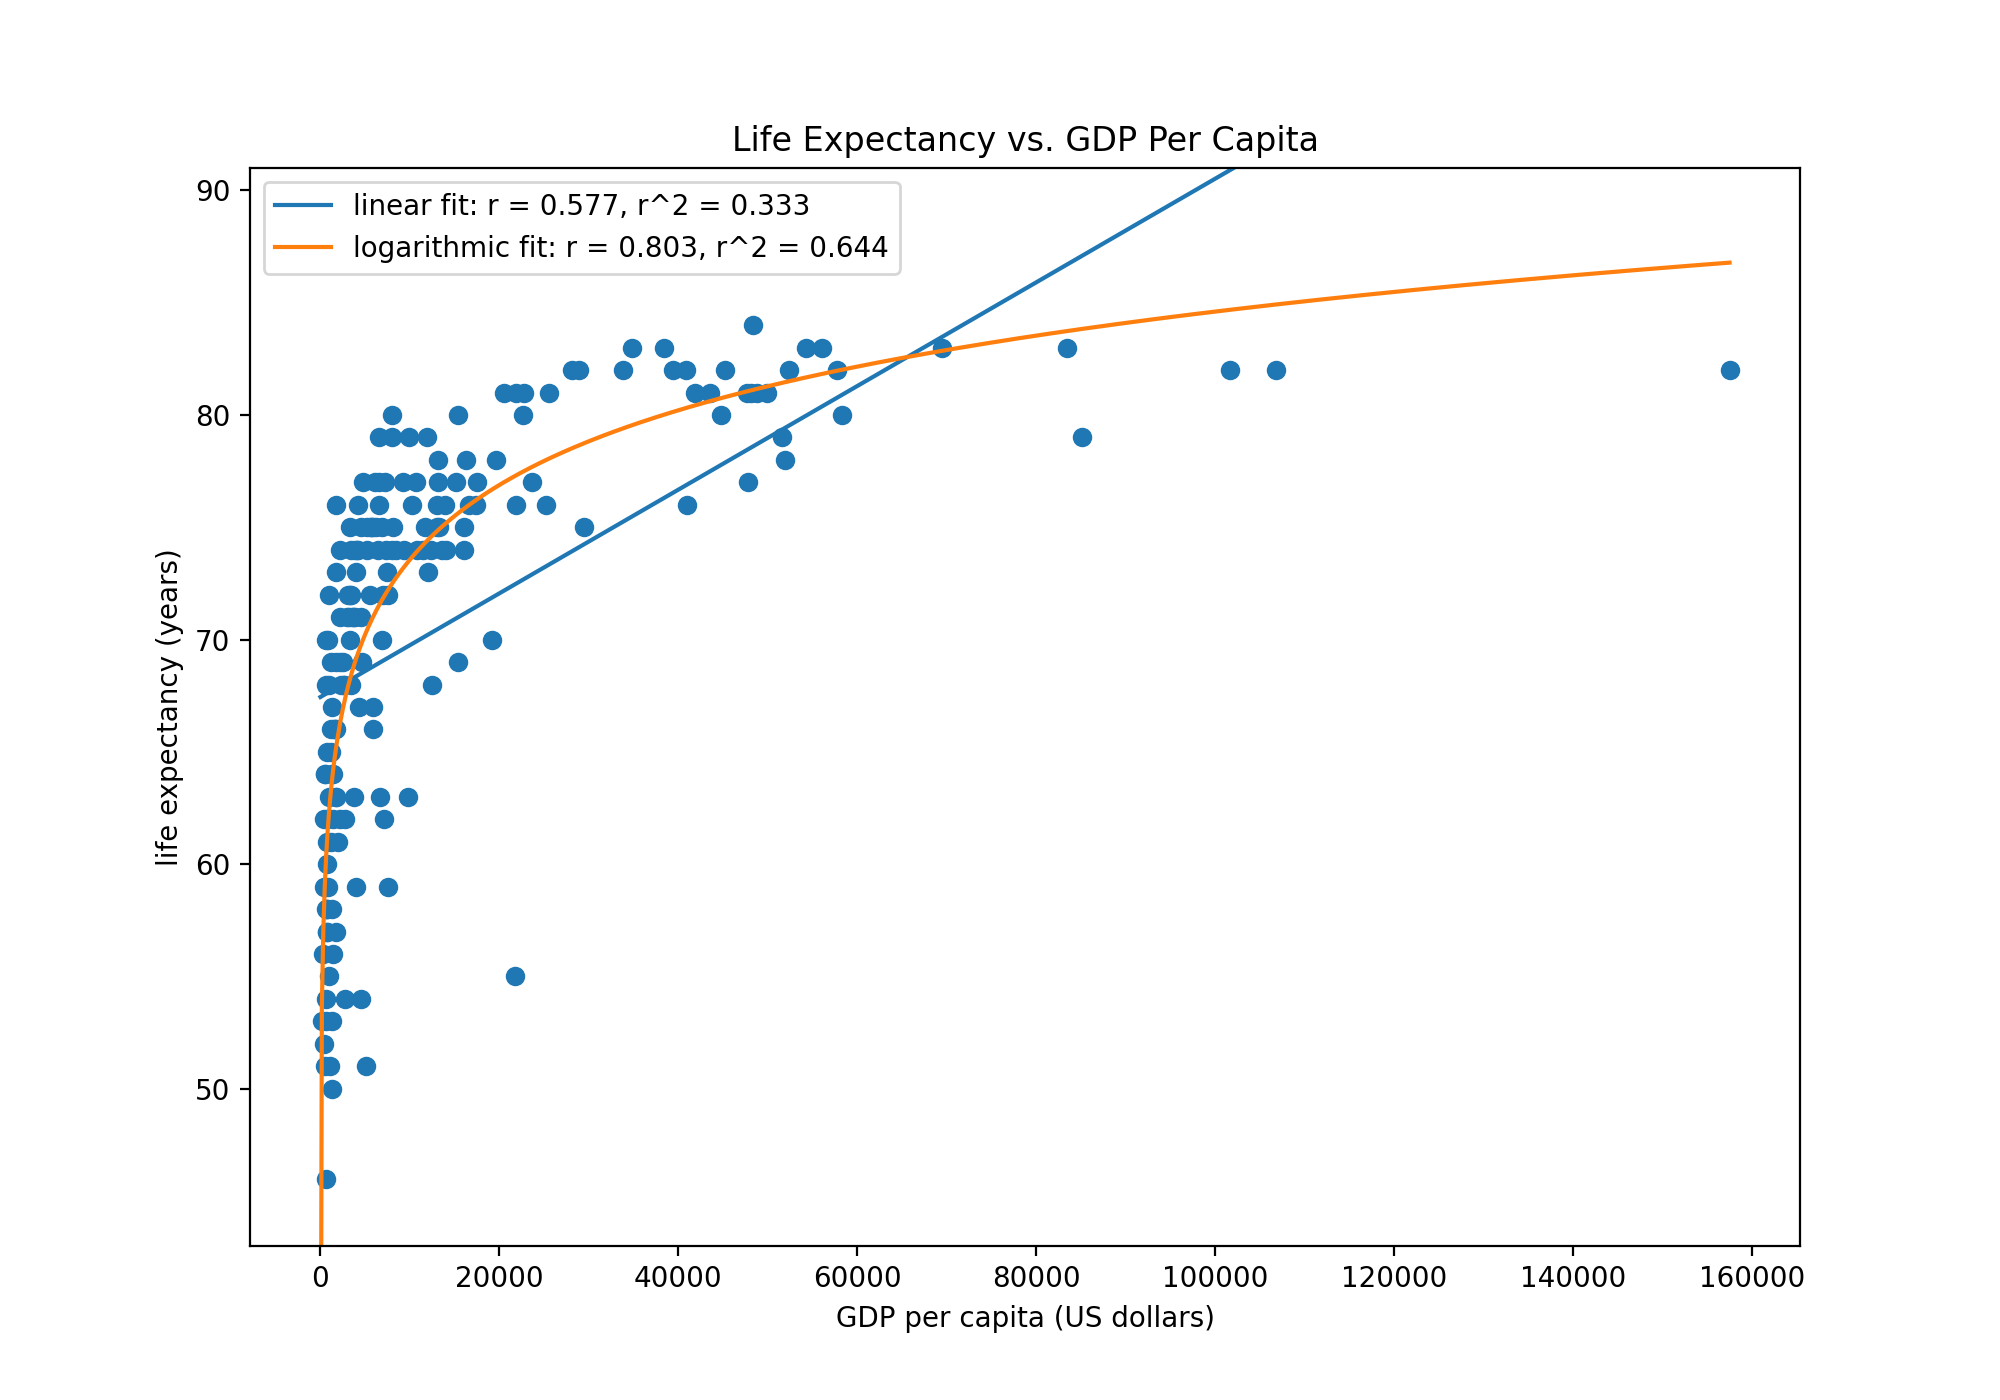 Life Expectancy vs. GDP Per Capita
linear fit: r = 0.577, r^2 = 0.333
logarithmic fit: r = 0.803, r^2 = 0.644
90
80
70
60
50
life expectancy (years)
0 20000 40000 60000 80000 100000 120000 140000 160000
GDP per capita (US dollars)